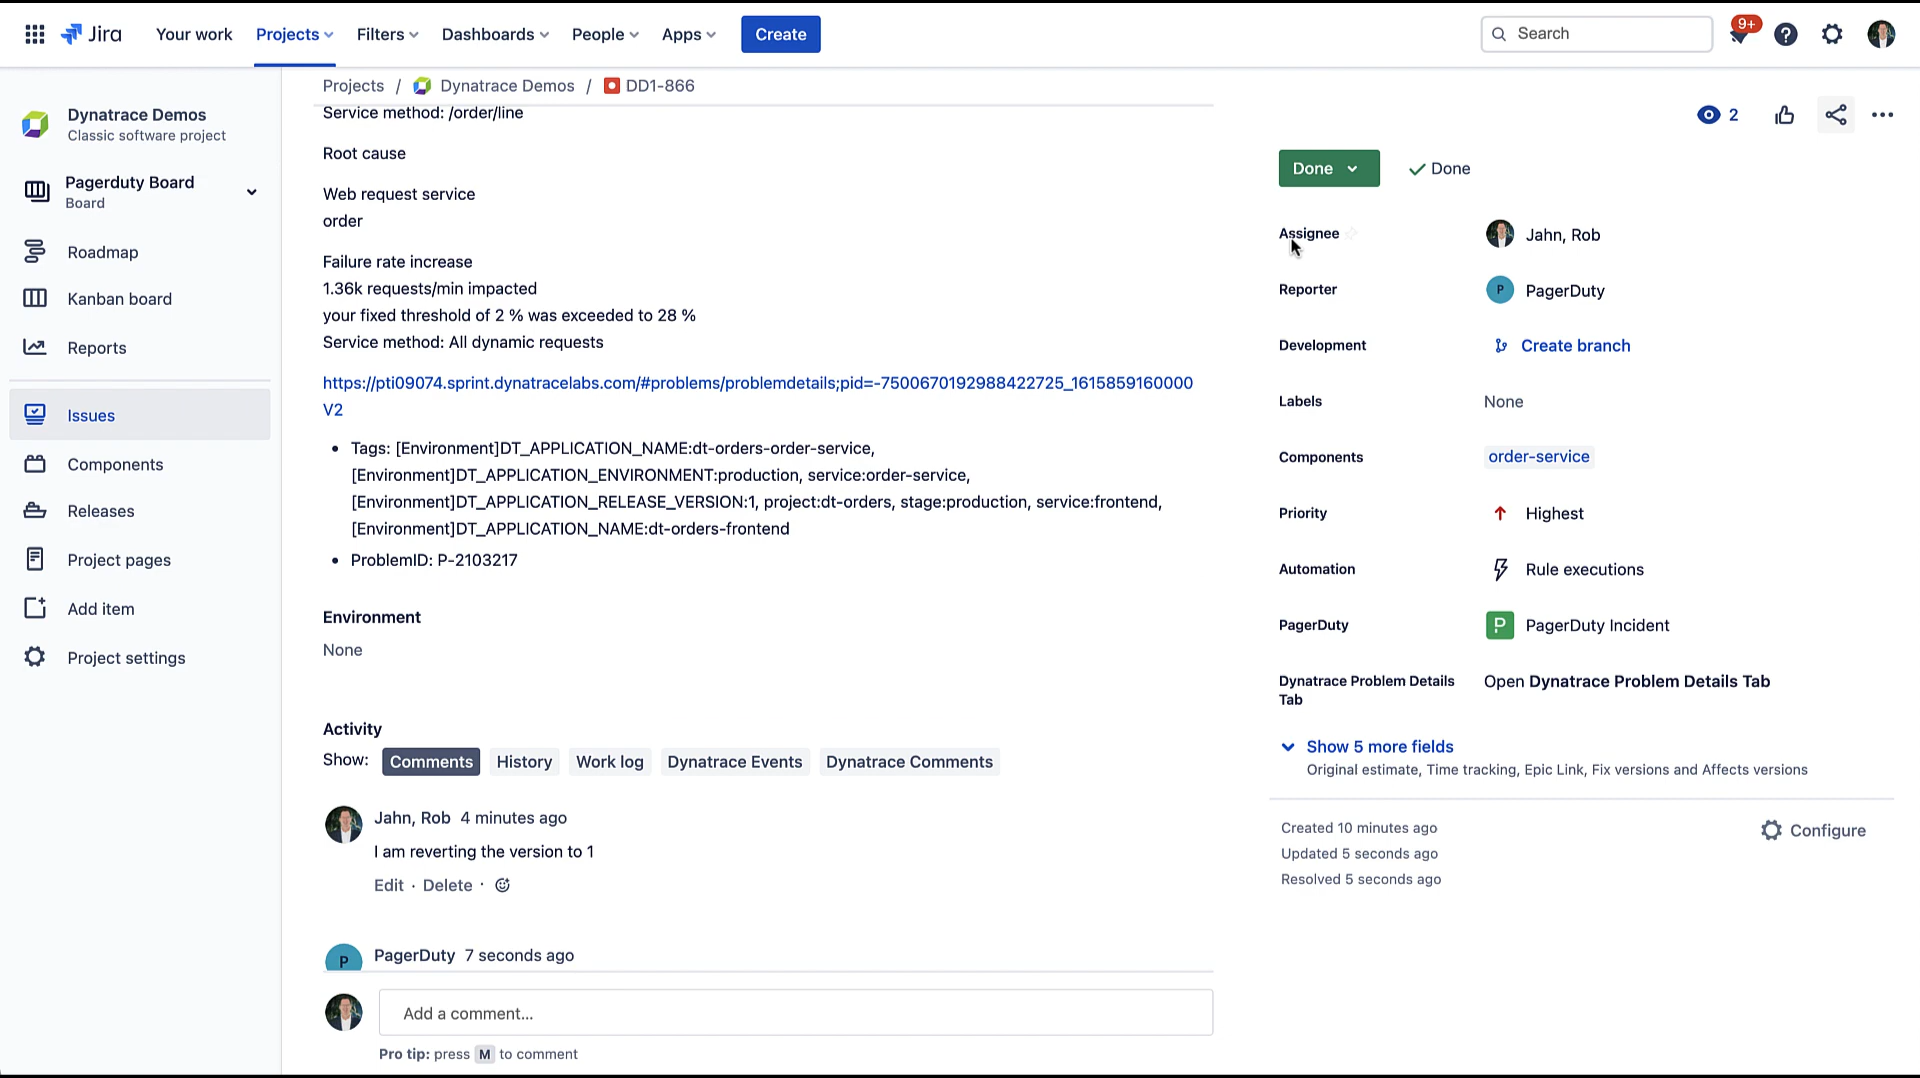 Jira
Your work
Projects
Filters
Dashboards
People
Apps
Create
Search
9+
Dynatrace Demos
Classic software project
Pagerduty Board
Board
Roadmap
Kanban board
Reports
Issues
Components
Releases
Project pages
Add item
Project settings
Projects / Dynatrace Demos / DD1-866
Service method: /order/line
Root cause
Web request service
order
Failure rate increase
1.36k requests/min impacted
your fixed threshold of 2 % was exceeded to 28 %
Service method: All dynamic requests
https://pti09074.sprint.dynatracelabs.com/#problems/problemdetails;pid=-7500670192988422725_1615859160000
V2
• Tags: [Environment]DT_APPLICATION_NAME:dt-orders-order-service,
[Environment]DT_APPLICATION_ENVIRONMENT:production, service:order-service,
[Environment]DT_APPLICATION_RELEASE_VERSION:1, project:dt-orders, stage:production, service:frontend,
[Environment]DT_APPLICATION_NAME:dt-orders-frontend
• ProblemID: P-2103217
Environment
None
Activity
Show: Comments History Work log Dynatrace Events Dynatrace Comments
Jahn, Rob 4 minutes ago
I am reverting the version to 1
Edit · Delete ·
P PagerDuty 7 seconds ago
Add a comment...
Pro tip: press M to comment
2
Done
Done
Assignee
Jahn, Rob
Reporter
P PagerDuty
Development
Create branch
Labels
None
Components
order-service
Priority
Highest
Automation
Rule executions
PagerDuty
P PagerDuty Incident
Dynatrace Problem Details
Tab
Open Dynatrace Problem Details Tab
Show 5 more fields
Original estimate, Time tracking, Epic Link, Fix versions and Affects versions
Created 10 minutes ago
Updated 5 seconds ago
Resolved 5 seconds ago
Configure